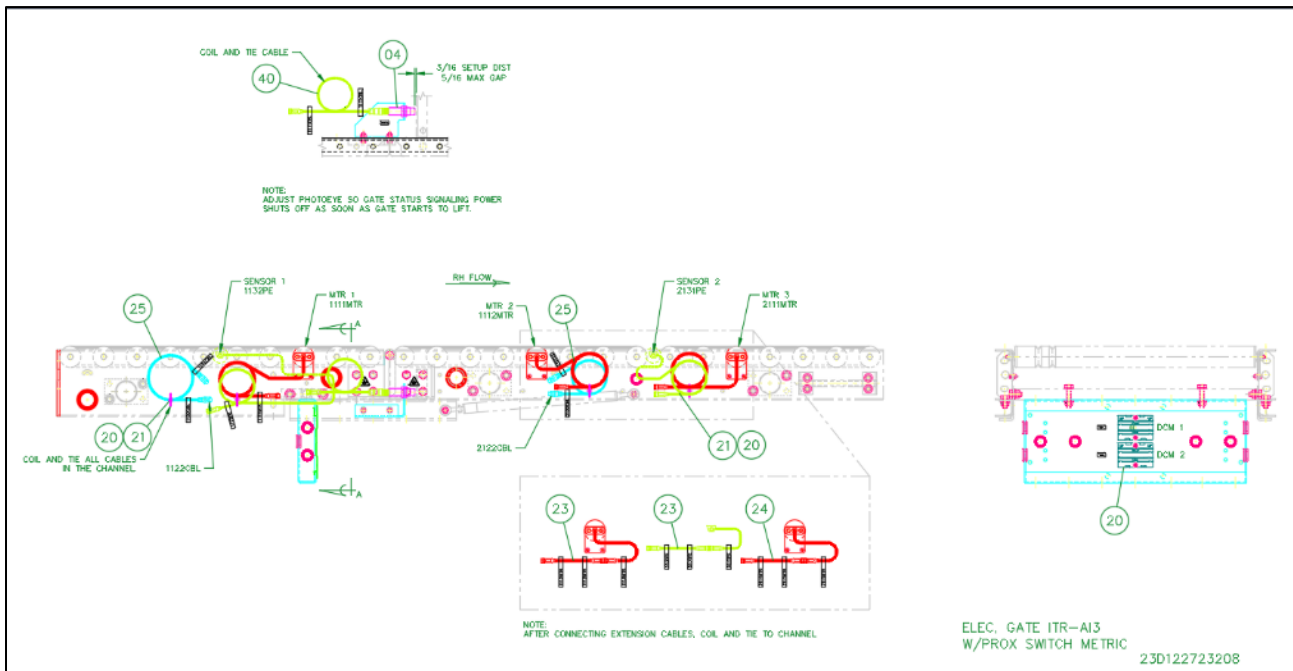 COIL AND TIE CABLE
04
40
3/16 SETUP DIST
5/16 MAX GAP
NOTE:
ADJUST PHOTOEYE SO GATE STATUS SIGNALING POWER
SHUTS OFF AS SOON AS GATE STARTS TO LIFT.
SENSOR 1
1132PE
MTR 1
1111MTR
A
RH FLOW
MTR 2
1112MTR
25
SENSOR 2
2131PE
MTR 3
2111MTR
25
20
21
COIL AND TIE ALL CABLES
IN THE CHANNEL
1122CBL
A
2122CBL
21
20
DCM 1
DCM 2
20
23
23
24
NOTE:
AFTER CONNECTING EXTENSION CABLES, COIL AND TIE TO CHANNEL
ELEC. GATE ITR-AI3
W/PROX SWITCH METRIC
23D122723208